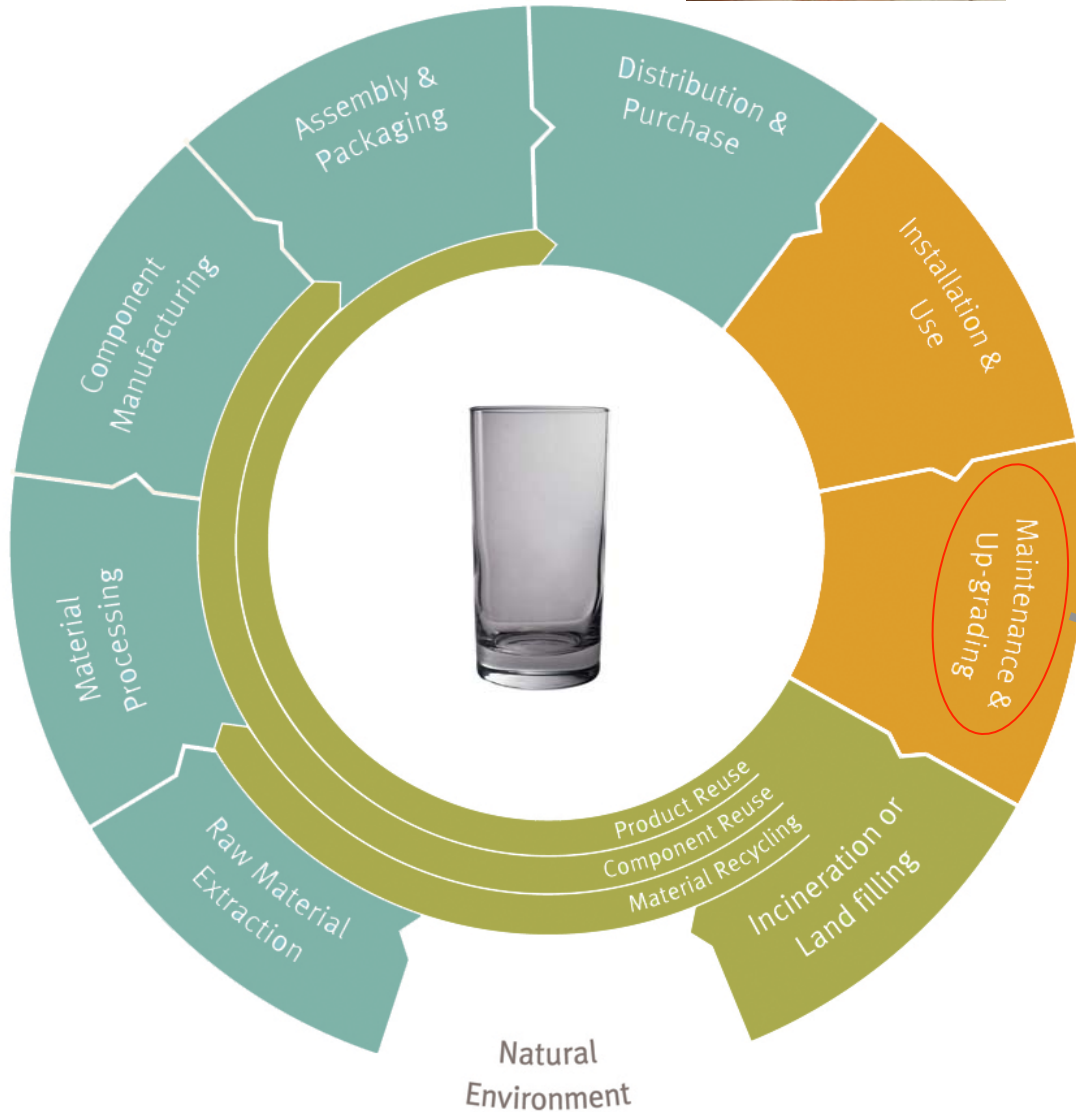 Assembly &
Packaging
Distribution &
Purchase
Installation &
Use
Maintenance &
Up-grading
Incineration or
Land filling
Product Reuse
Component Reuse
Material Recycling
Raw Material
Extraction
Material
Processing
Component
Manufacturing
Natural
Environment